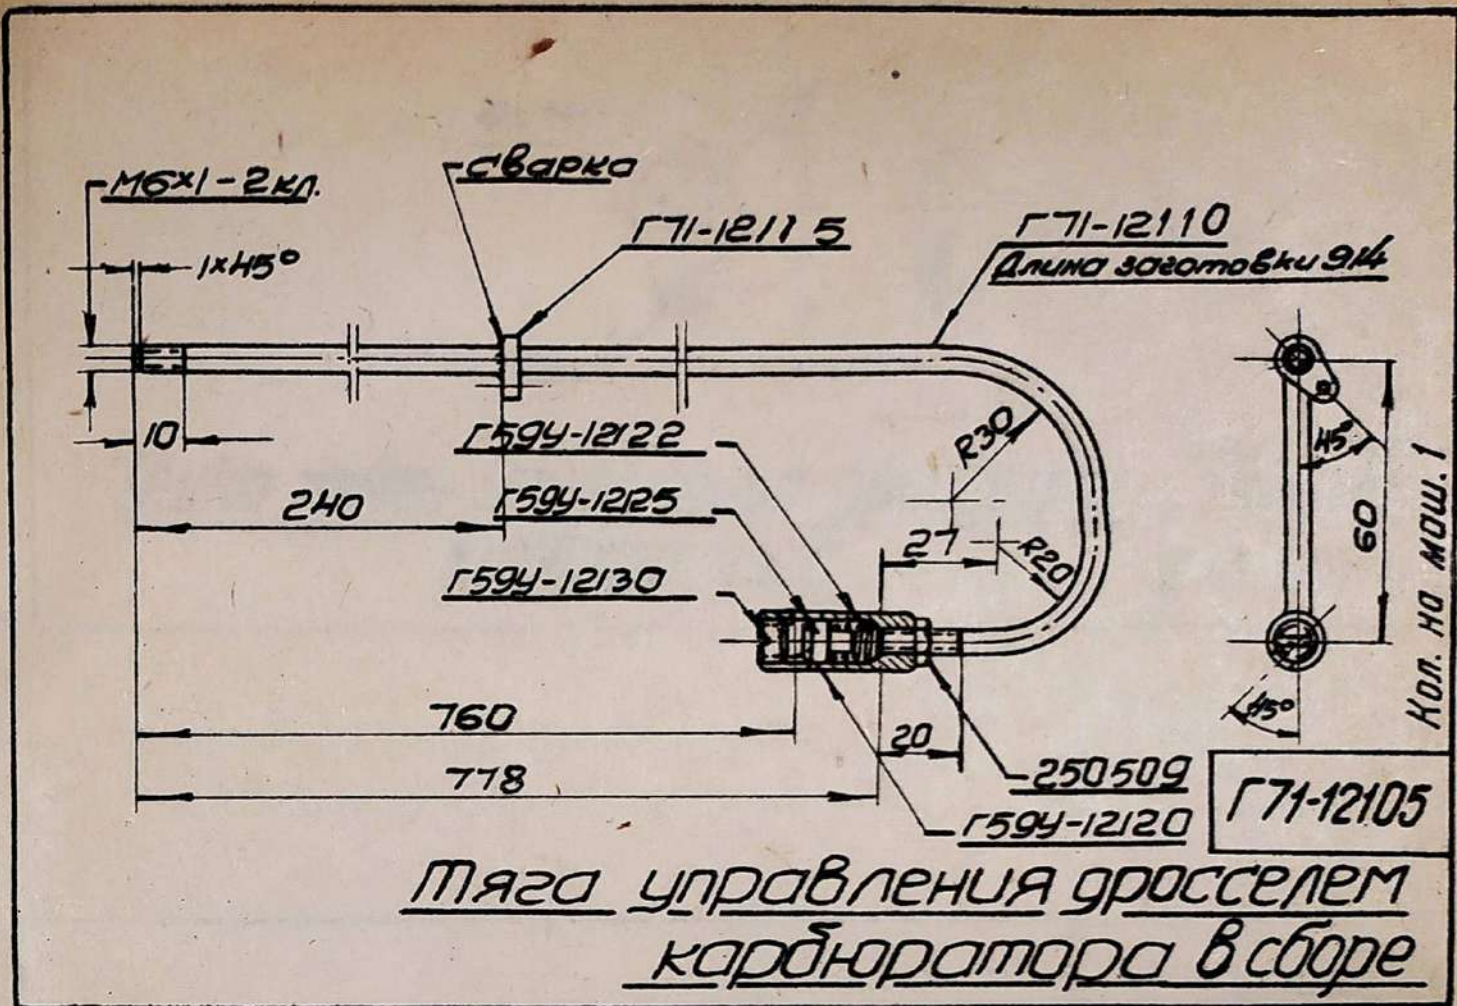 М6×1-2кл.
сварка
1×45°
Г71-12115
Г71-12110
Длина заготовки 914
10
240
Г59У-12122
Г59У-12125
Г59У-12130
R30
27
R20
45°
60
Кол. на маш. 1
45°
760
20
778
250509
Г59У-12120
Г71-12105
Тяга управления дросселем
карбюратора в сборе